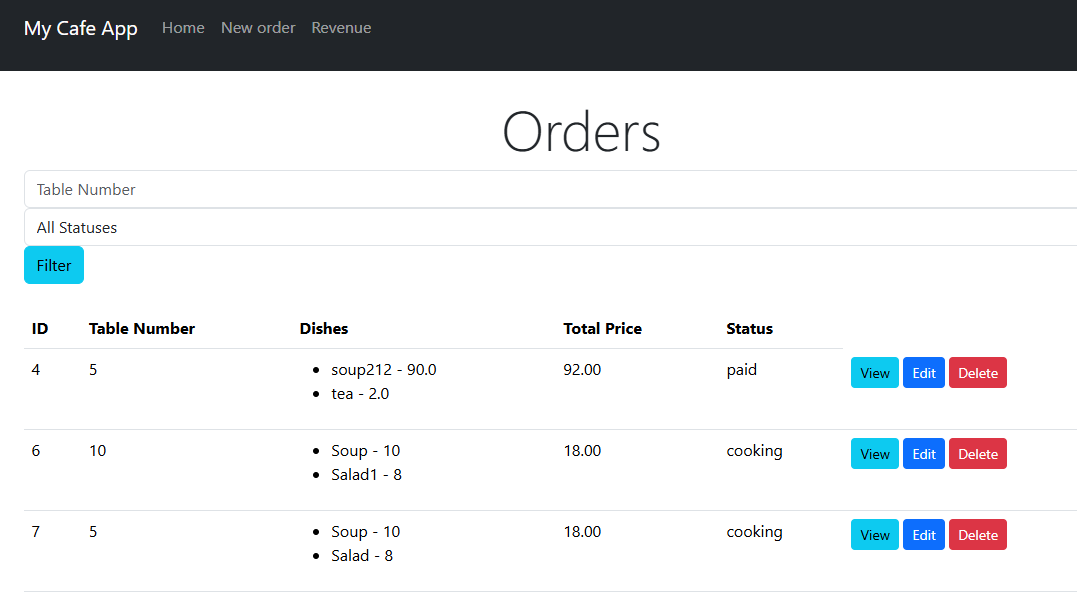 My Cafe App Home New order Revenue
Orders
Table Number
All Statuses
Filter
ID Table Number Dishes Total Price Status
4 5 soup212 - 90.0 92.00 paid View Edit Delete
tea - 2.0
6 10 Soup - 10 18.00 cooking View Edit Delete
Salad1 - 8
7 5 Soup - 10 18.00 cooking View Edit Delete
Salad - 8